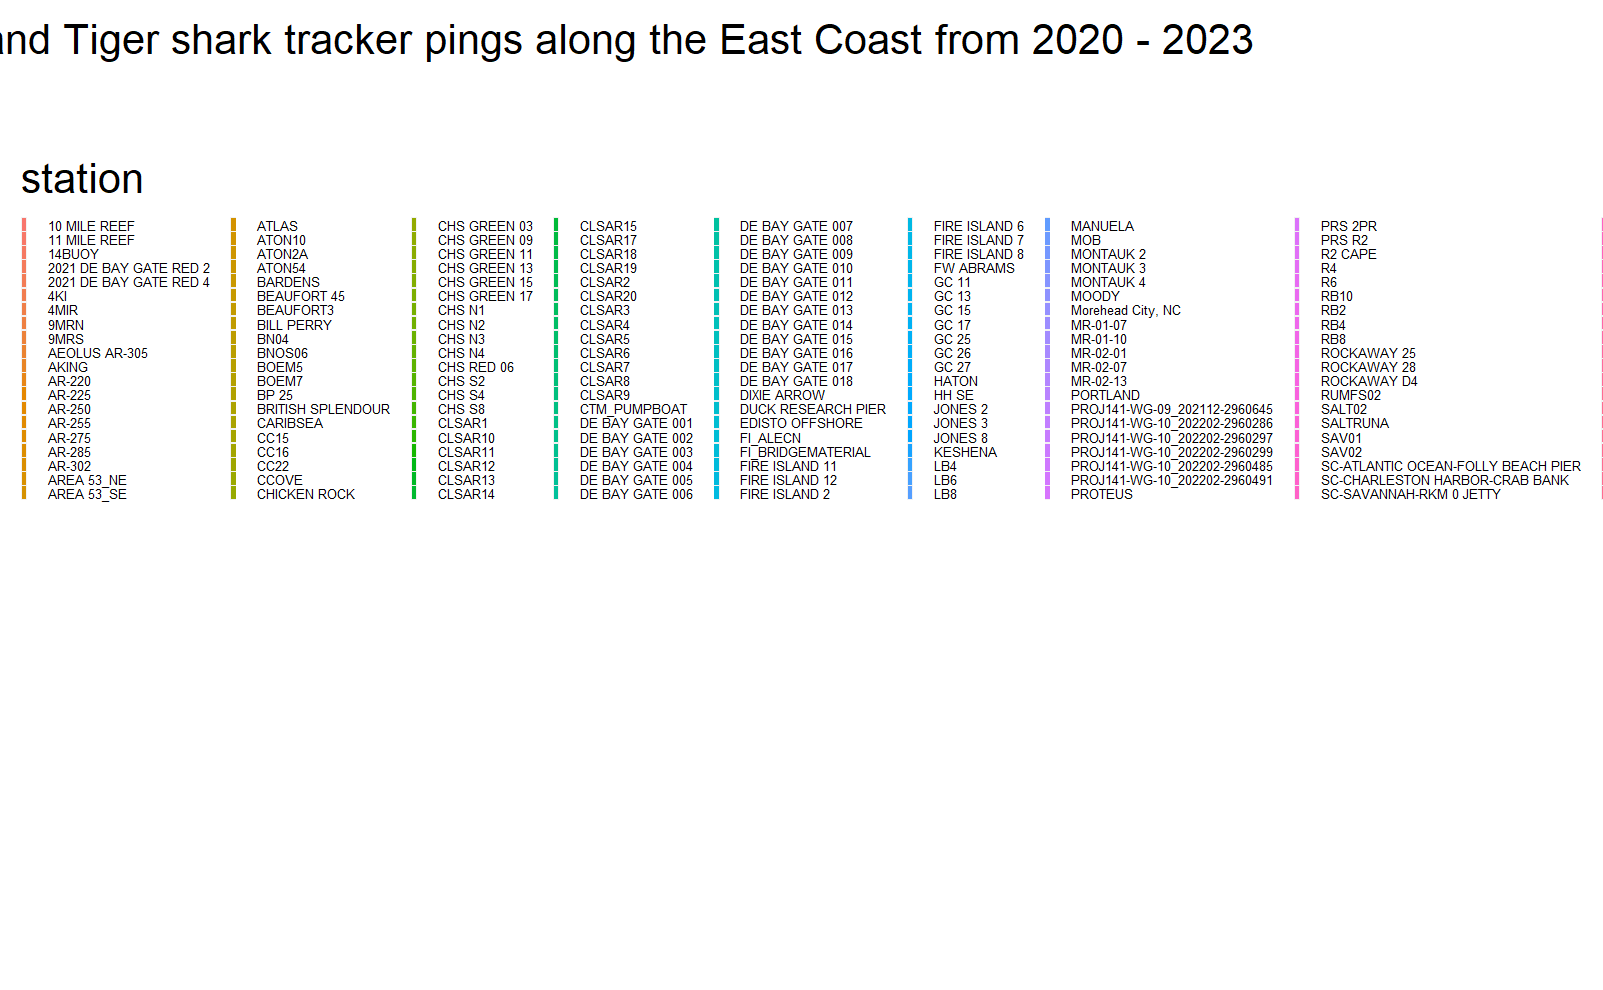 and Tiger shark tracker pings along the East Coast from 2020 - 2023
station
10 MILE REEF
11 MILE REEF
14BUOY
2021 DE BAY GATE RED 2
2021 DE BAY GATE RED 4
4KI
4MIR
9MRN
9MRS
AEOLUS AR-305
AKING
AR-220
AR-225
AR-250
AR-255
AR-275
AR-285
AR-302
AREA 53_NE
AREA 53_SE
ATLAS
ATON10
ATON2A
ATON54
BARDENS
BEAUFORT 45
BEAUFORT3
BILL PERRY
BN04
BNOS06
BOEM5
BOEM7
BP 25
BRITISH SPLENDOUR
CARIBSEA
CC15
CC16
CC22
CCOVE
CHICKEN ROCK
CHS GREEN 03
CHS GREEN 09
CHS GREEN 11
CHS GREEN 13
CHS GREEN 15
CHS GREEN 17
CHS N1
CHS N2
CHS N3
CHS N4
CHS RED 06
CHS S2
CHS S4
CHS S8
CLSAR1
CLSAR10
CLSAR11
CLSAR12
CLSAR13
CLSAR14
CLSAR15
CLSAR17
CLSAR18
CLSAR19
CLSAR2
CLSAR20
CLSAR3
CLSAR4
CLSAR5
CLSAR6
CLSAR7
CLSAR8
CLSAR9
CTM_PUMPBOAT
DE BAY GATE 001
DE BAY GATE 002
DE BAY GATE 003
DE BAY GATE 004
DE BAY GATE 005
DE BAY GATE 006
DE BAY GATE 007
DE BAY GATE 008
DE BAY GATE 009
DE BAY GATE 010
DE BAY GATE 011
DE BAY GATE 012
DE BAY GATE 013
DE BAY GATE 014
DE BAY GATE 015
DE BAY GATE 016
DE BAY GATE 017
DE BAY GATE 018
DIXIE ARROW
DUCK RESEARCH PIER
EDISTO OFFSHORE
FI_ALECN
FI_BRIDGEMATERIAL
FIRE ISLAND 11
FIRE ISLAND 12
FIRE ISLAND 2
FIRE ISLAND 6
FIRE ISLAND 7
FIRE ISLAND 8
FW ABRAMS
GC 11
GC 13
GC 15
GC 17
GC 25
GC 26
GC 27
HATON
HH SE
JONES 2
JONES 3
JONES 8
KESHENA
LB4
LB6
LB8
MANUELA
MOB
MONTAUK 2
MONTAUK 3
MONTAUK 4
MOODY
Morehead City, NC
MR-01-07
MR-01-10
MR-02-01
MR-02-07
MR-02-13
PORTLAND
PROJ141-WG-09_202112-2960645
PROJ141-WG-10_202202-2960286
PROJ141-WG-10_202202-2960297
PROJ141-WG-10_202202-2960299
PROJ141-WG-10_202202-2960485
PROJ141-WG-10_202202-2960491
PROTEUS
PRS 2PR
PRS R2
R2 CAPE
R4
R6
RB10
RB2
RB4
RB8
ROCKAWAY 25
ROCKAWAY 28
ROCKAWAY D4
RUMFS02
SALT02
SALTRUNA
SAV01
SAV02
SC-ATLANTIC OCEAN-FOLLY BEACH PIER
SC-CHARLESTON HARBOR-CRAB BANK
SC-SAVANNAH-RKM 0 JETTY